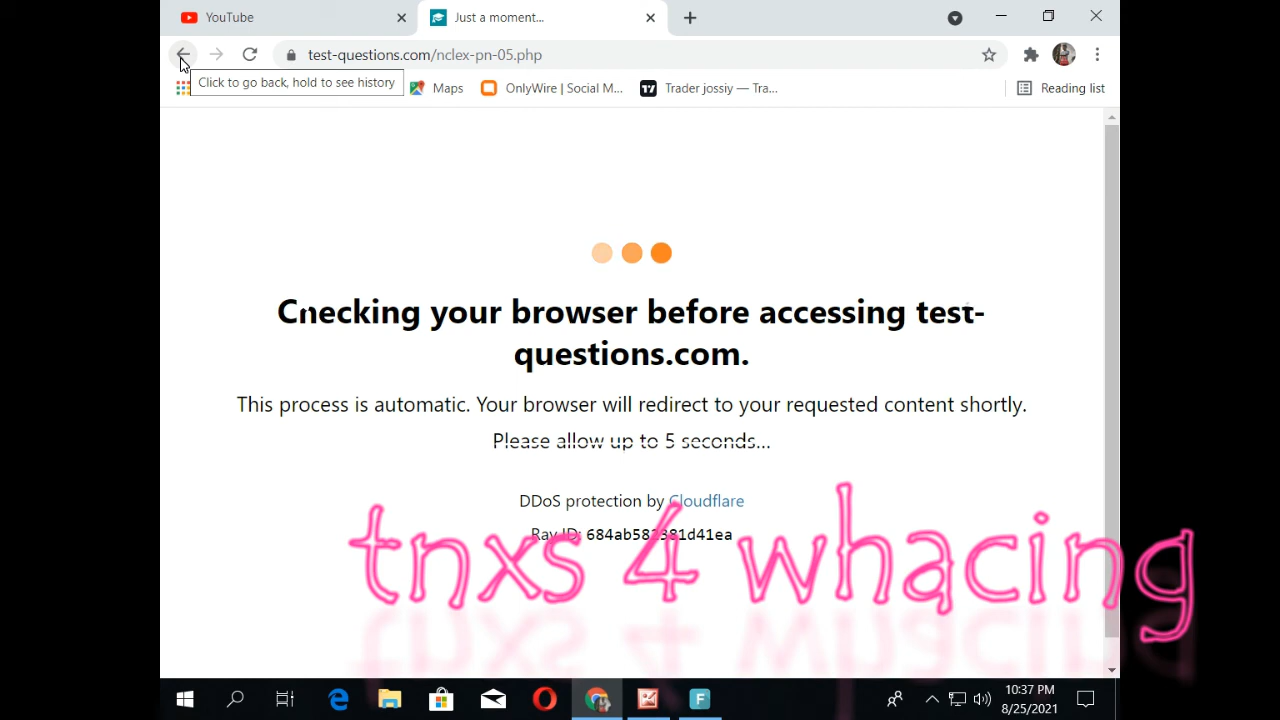 YouTube
Just a moment...
test-questions.com/nclex-pn-05.php
Click to go back, hold to see history
Maps
OnlyWire | Social M...
Trader jossiy — Tra...
Reading list
Checking your browser before accessing test-
questions.com.
This process is automatic. Your browser will redirect to your requested content shortly.
Please allow up to 5 seconds...
DDoS protection by Cloudflare
Ray ID: 684ab582381d41ea
tnxs 4 whacing
10:37 PM
8/25/2021